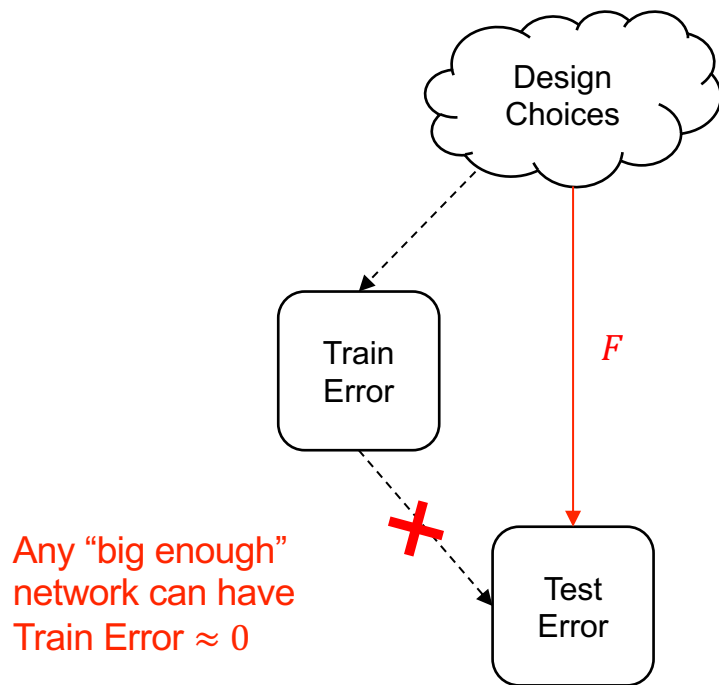 Design
Choices
Train
Error
F
Any “big enough”
network can have
Train Error ≈ 0
Test
Error